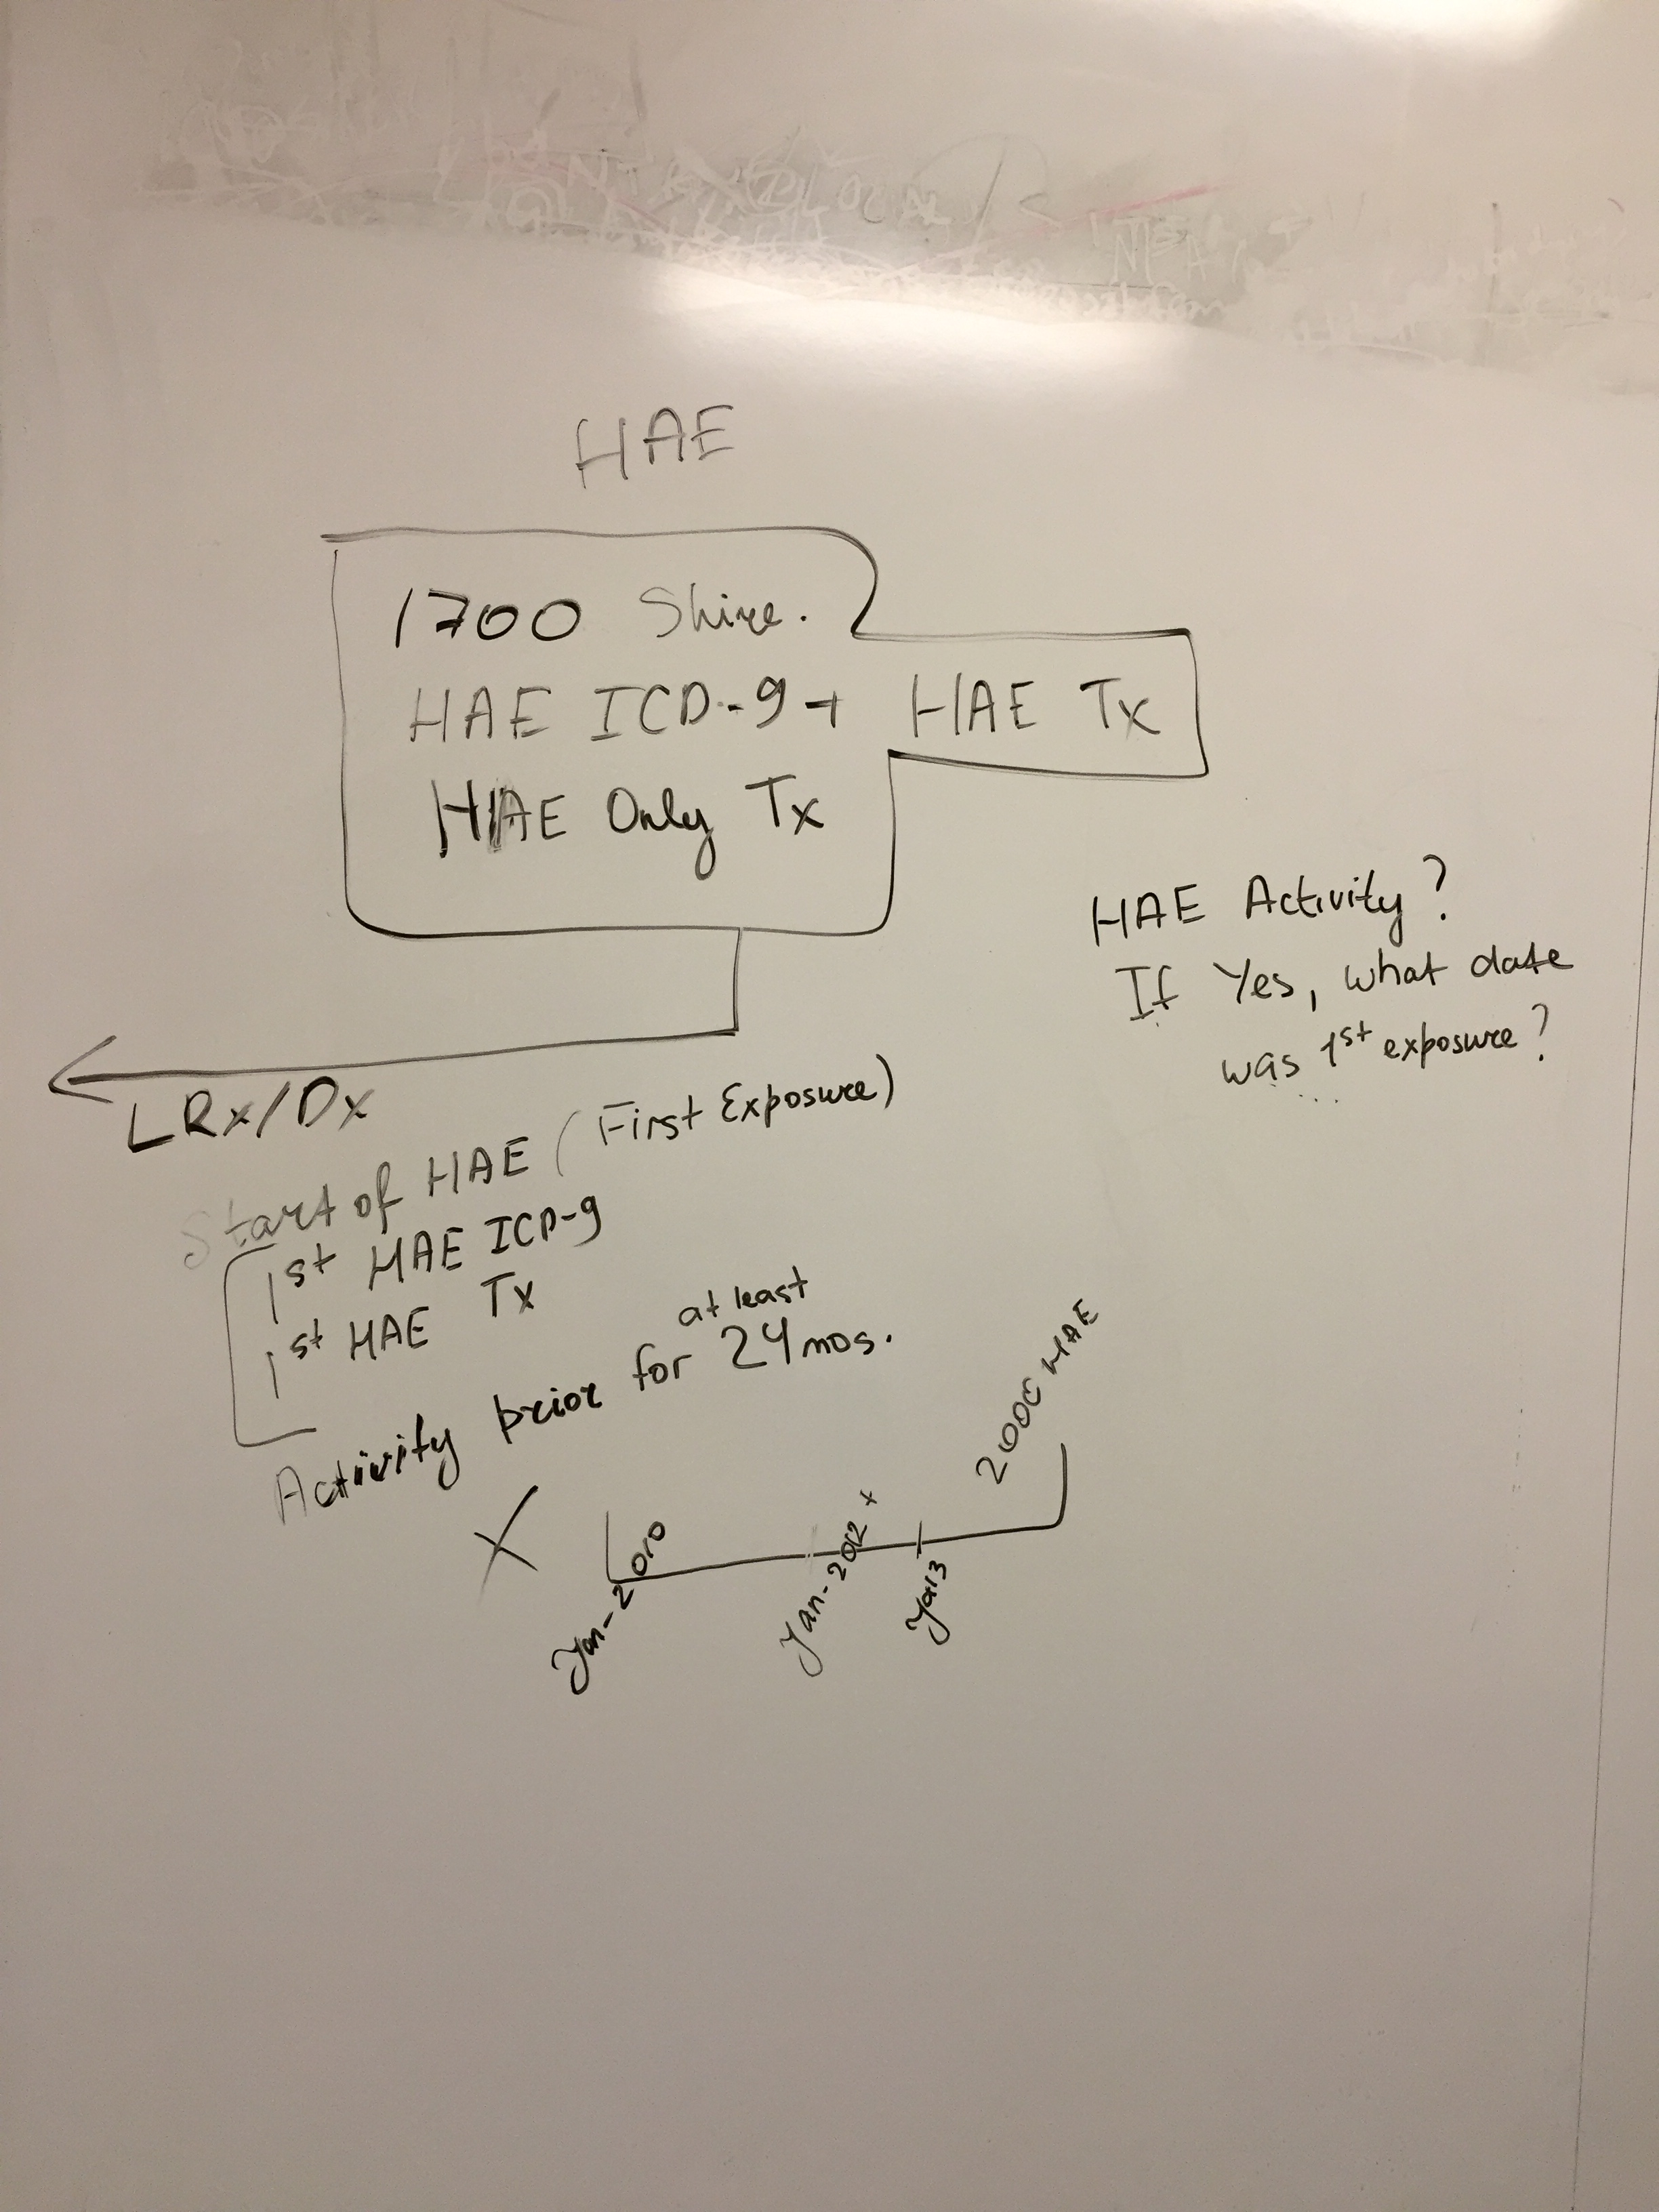 HAE
1700 Shire.
HAE ICD-9 + HAE Tx
HAE Only Tx
HAE Activity?
If Yes, what date
was 1st exposure?
LRx/Dx
Start of HAE (First Exposure)
1st HAE ICD-9
1st HAE Tx
at least
Activity prior for 24 mos.
X
2000 HAE
Jan-2010
Jan-2012 +